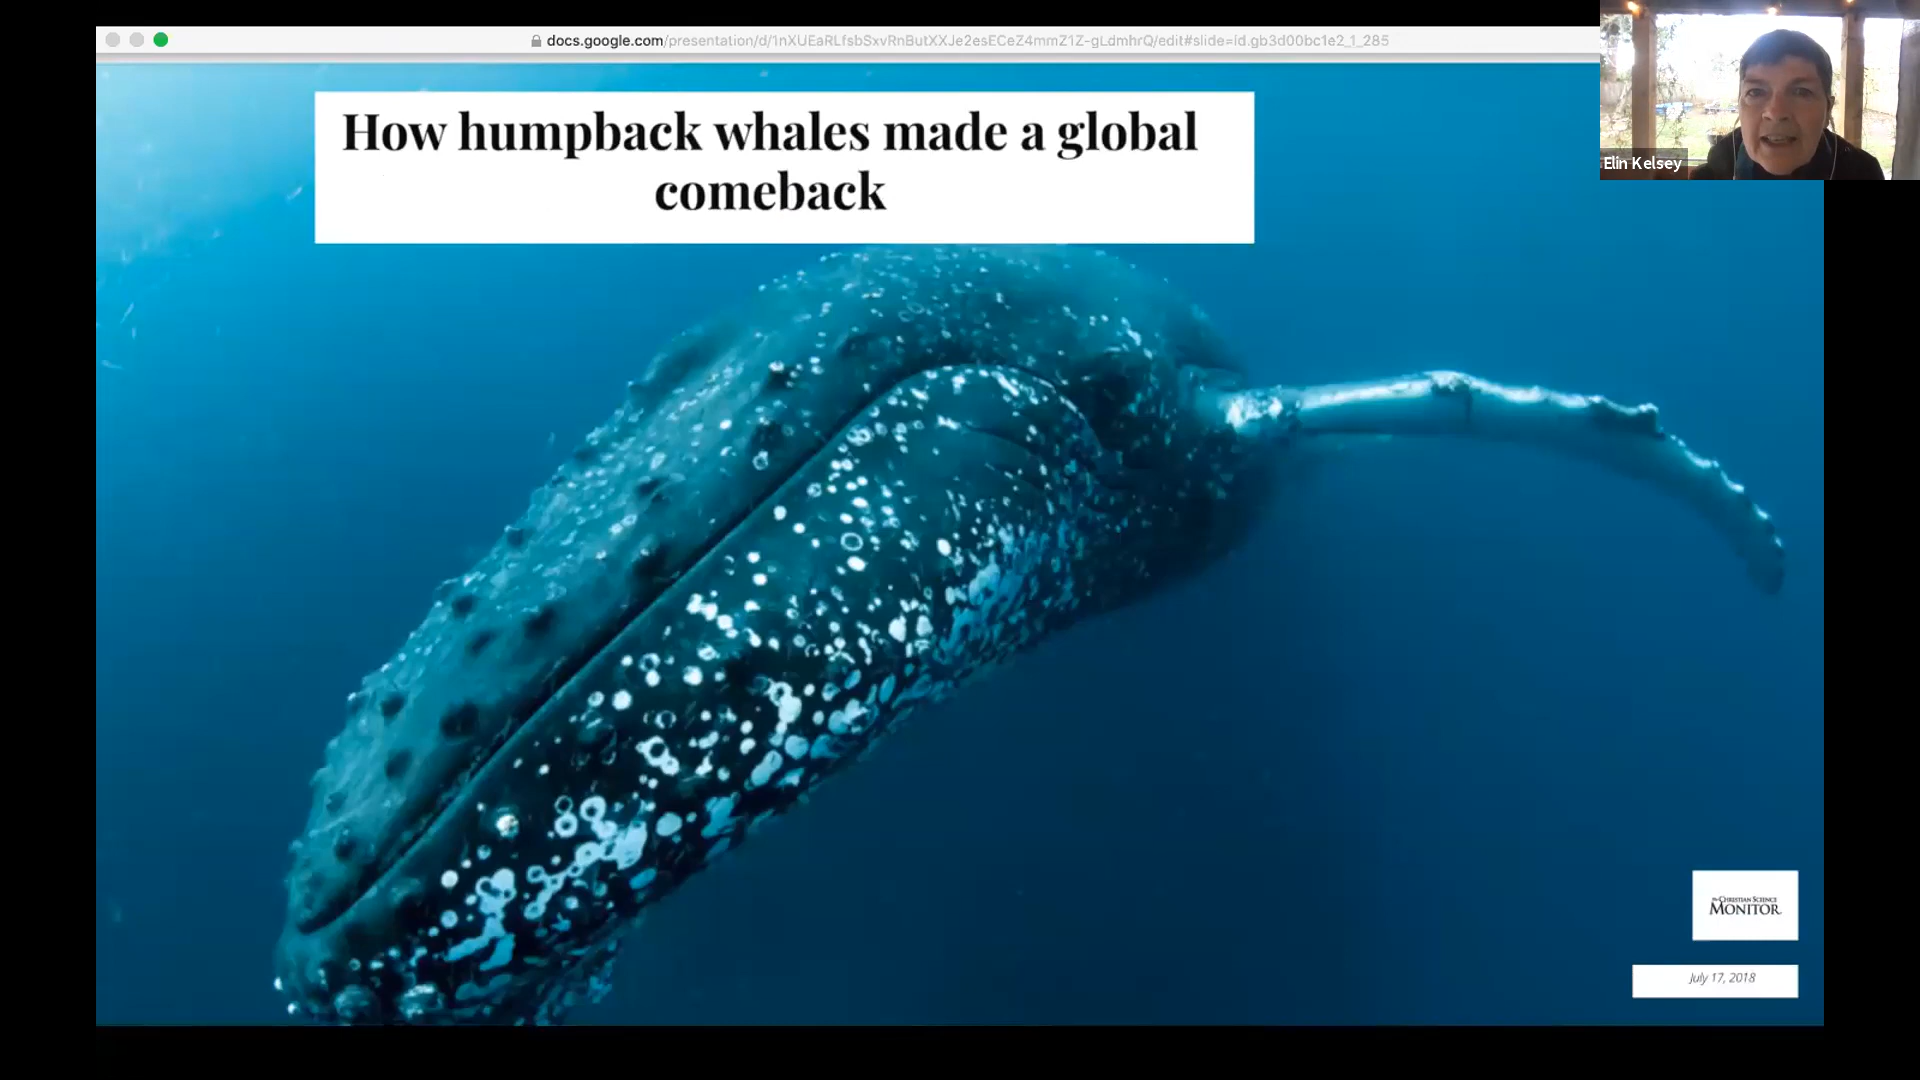 docs.google.com/presentation/d/1nXUEaRLfsbSxvRnButXXJe2esECeZ4mmZ1Z-gLdmhrQ/edit#slide=id.gb3d00bc1e2_1_285
How humpback whales made a global
comeback
Elin Kelsey
The CHRISTIAN SCIENCE
MONITOR
July 17, 2018